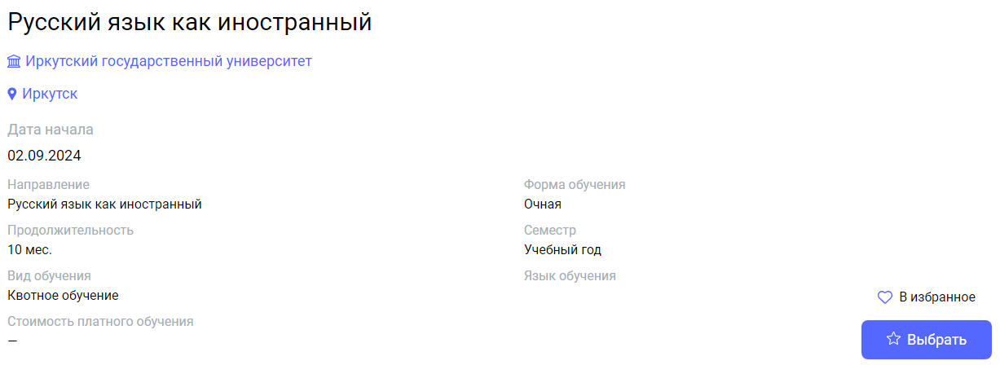 Русский язык как иностранный
Иркутский государственный университет
Иркутск
Дата начала
02.09.2024
Направление
Русский язык как иностранный
Форма обучения
Очная
Продолжительность
10 мес.
Семестр
Учебный год
Вид обучения
Квотное обучение
Язык обучения
Стоимость платного обучения
—
В избранное
Выбрать